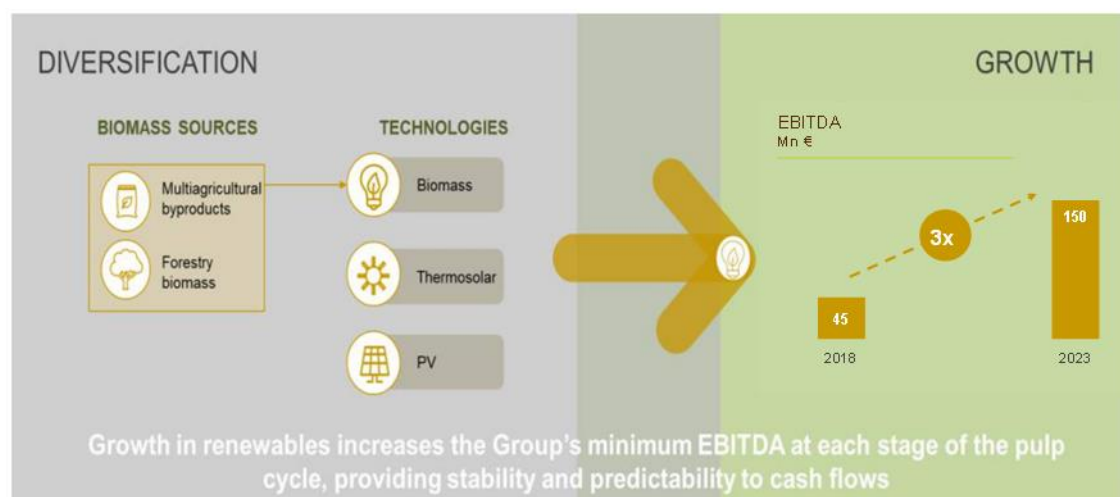 DIVERSIFICATION
GROWTH
BIOMASS SOURCES
TECHNOLOGIES
Multiagricultural
byproducts
Forestry
biomass
Biomass
Thermosolar
PV
EBITDA
Mn €
3x
45
150
2018
2023
Growth in renewables increases the Group's minimum EBITDA at each stage of the pulp
cycle, providing stability and predictability to cash flows